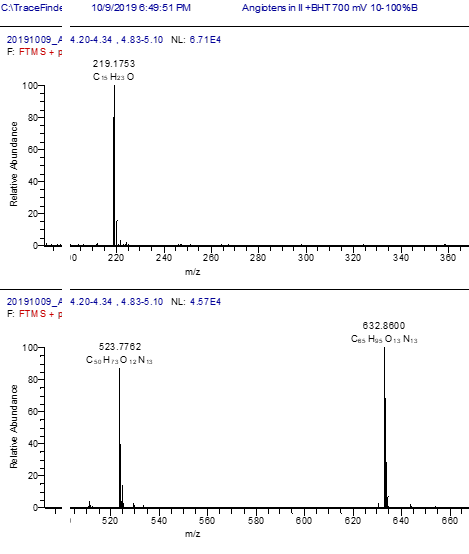 C:\TraceFinde 10/9/2019 6:49:51 PM Angiotens in II +BHT 700 mV 10-100%B
20191009_A 4.20-4.34 , 4.83-5.10 NL: 6.71E4
F: FTMS + p
219.1753
C15 H23 O
100
80
60
40
20
0
Relative Abundance
220 240 260 280 300 320 340 360
m/z
20191009_A 4.20-4.34 , 4.83-5.10 NL: 4.57E4
F: FTMS + p
632.8600
C65 H95 O13 N13
523.7762
C50 H73 O12 N13
100
80
60
40
20
0
Relative Abundance
520 540 560 580 600 620 640 660
m/z